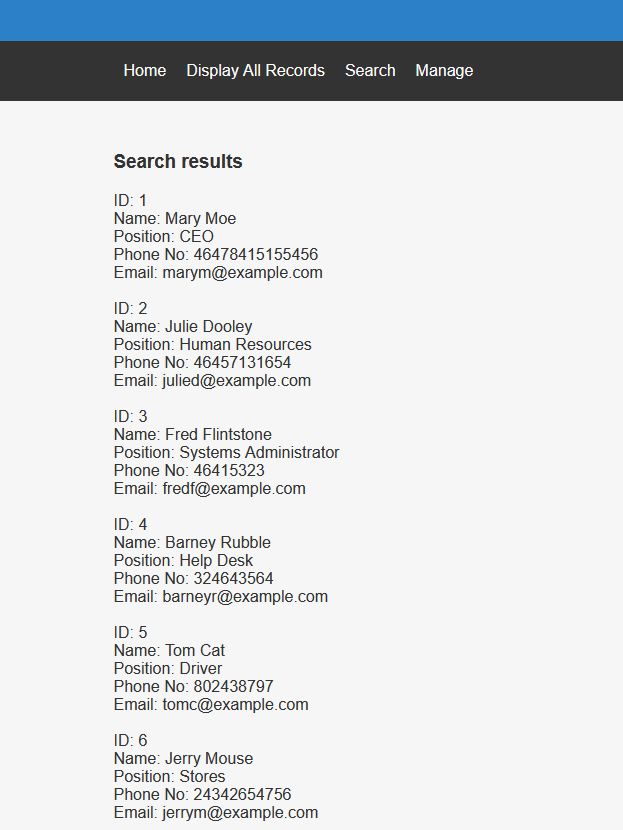 Home Display All Records Search Manage
Search results
ID: 1
Name: Mary Moe
Position: CEO
Phone No: 46478415155456
Email: marym@example.com
ID: 2
Name: Julie Dooley
Position: Human Resources
Phone No: 46457131654
Email: julied@example.com
ID: 3
Name: Fred Flintstone
Position: Systems Administrator
Phone No: 46415323
Email: fredf@example.com
ID: 4
Name: Barney Rubble
Position: Help Desk
Phone No: 324643564
Email: barneyr@example.com
ID: 5
Name: Tom Cat
Position: Driver
Phone No: 802438797
Email: tomc@example.com
ID: 6
Name: Jerry Mouse
Position: Stores
Phone No: 24342654756
Email: jerrym@example.com